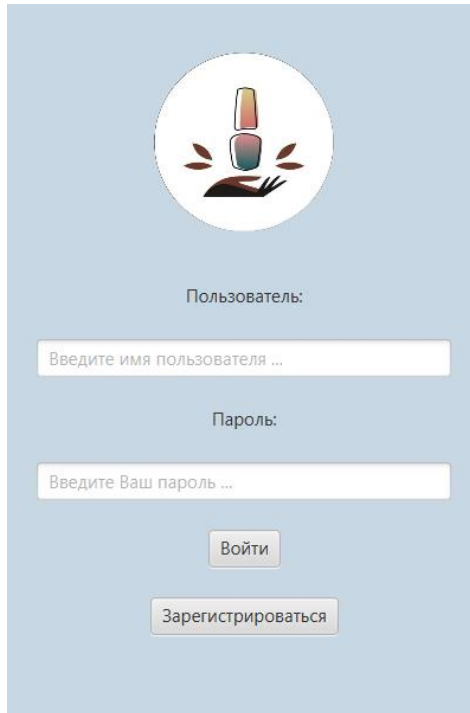 Пользователь:
Введите имя пользователя ...
Пароль:
Введите Ваш пароль ...
Войти
Зарегистрироваться